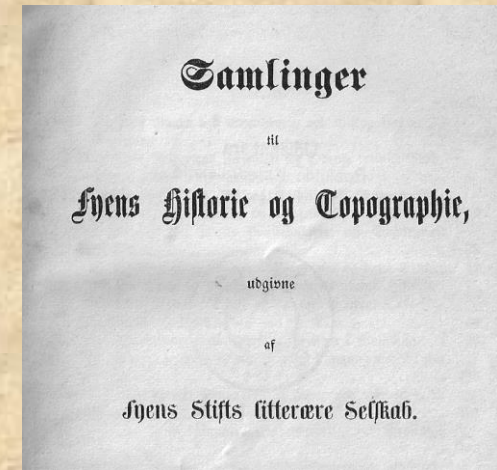 Samlinger
til
Fyens Historie og Topographie,
udgivne
af
Fyens Stifts litterære Selskab.